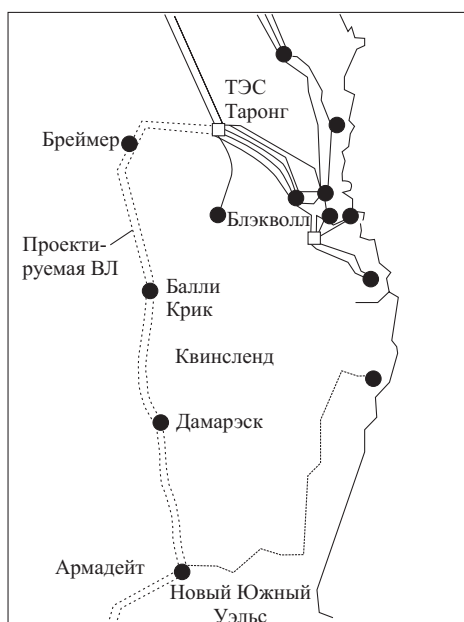 ТЭС
Таронг
Бреймер
Блэкволл
Проекти-
руемая ВЛ
Балли
Крик
Квинсленд
Дамарэск
Армадейт
Новый Южный
Уэльс